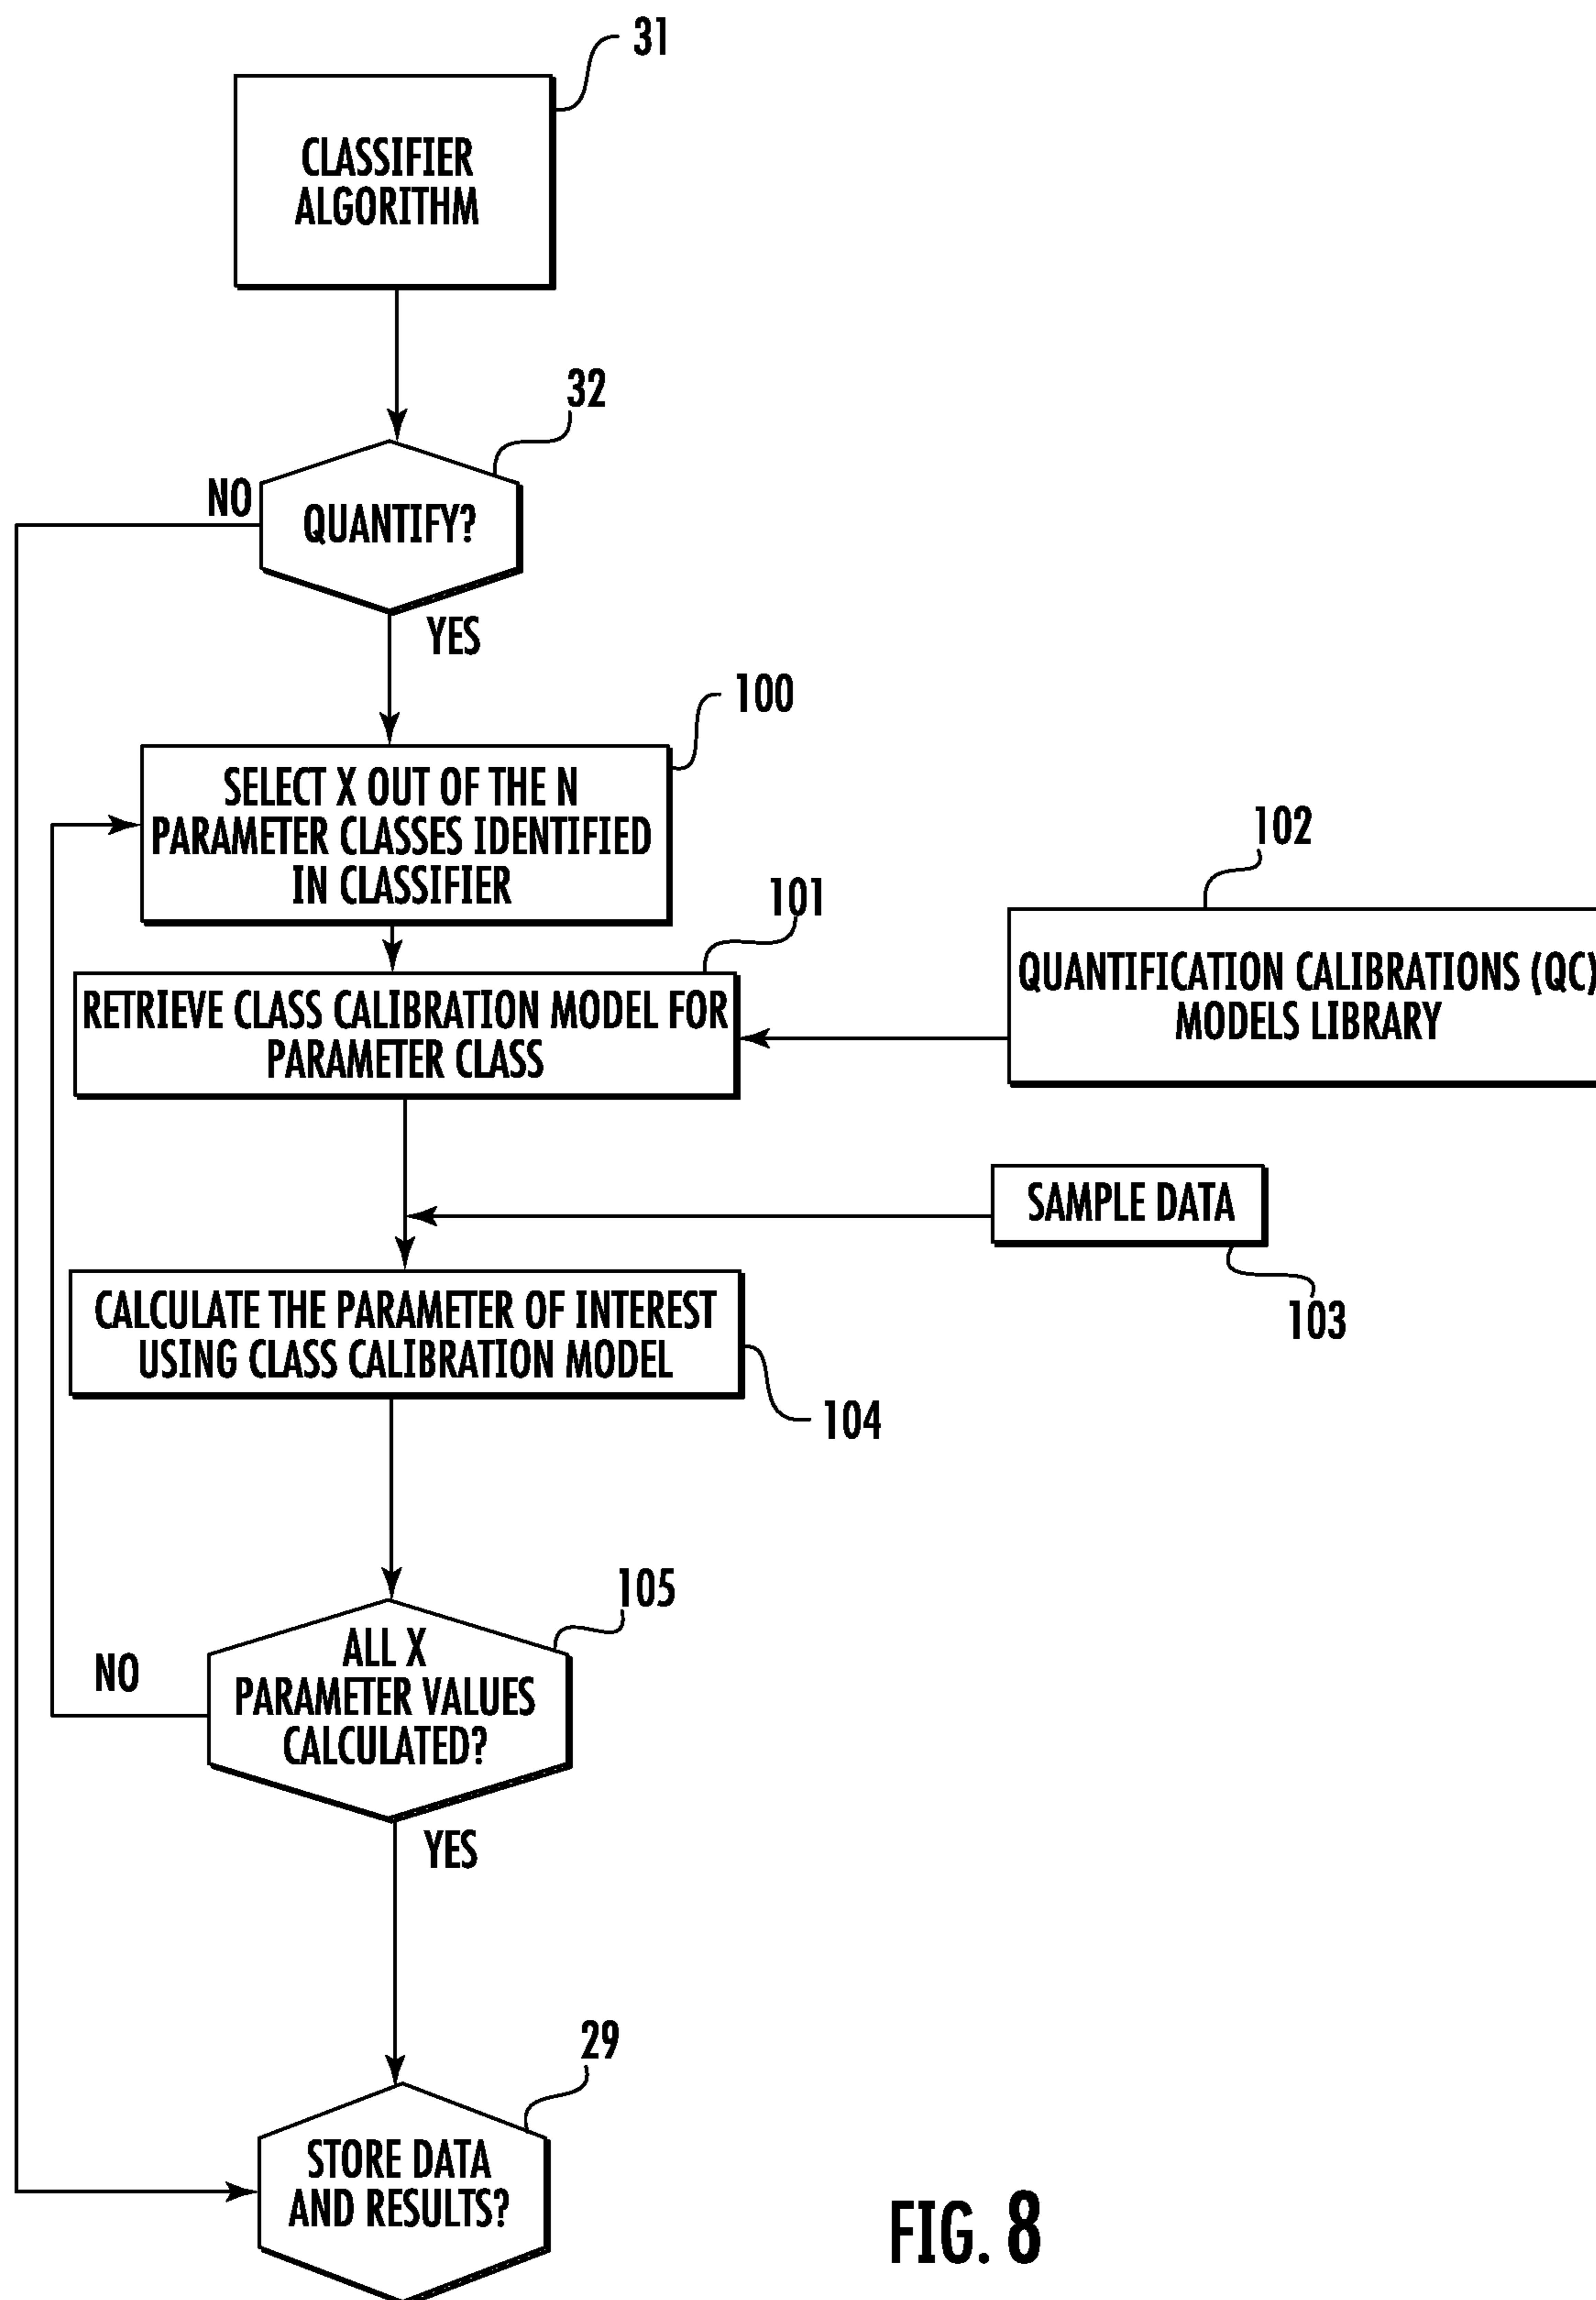 31
CLASSIFIER
ALGORITHM
32
NO
QUANTIFY?
YES
100
SELECT X OUT OF THE N
PARAMETER CLASSES IDENTIFIED
IN CLASSIFIER
102
101
QUANTIFICATION CALIBRATIONS (QC)
MODELS LIBRARY
RETRIEVE CLASS CALIBRATION MODEL FOR
PARAMETER CLASS
SAMPLE DATA
103
CALCULATE THE PARAMETER OF INTEREST
USING CLASS CALIBRATION MODEL
104
105
ALL X
PARAMETER VALUES
CALCULATED?
NO
YES
29
STORE DATA
AND RESULTS?
FIG. 8